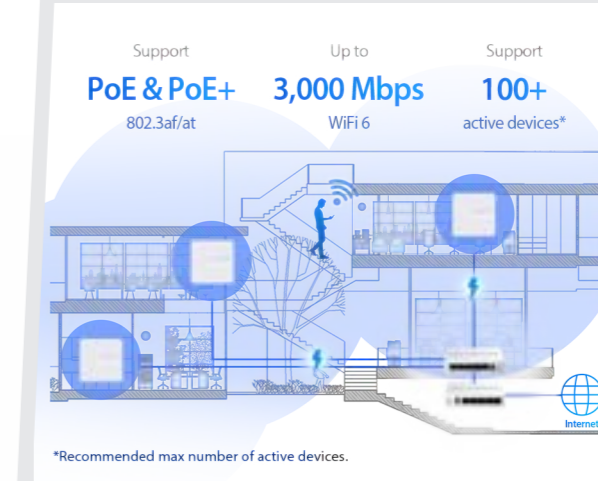 Support
PoE & PoE+
802.3af/at
Up to
3,000 Mbps
WiFi 6
Support
100+
active devices*
Internet
*Recommended max number of active devices.